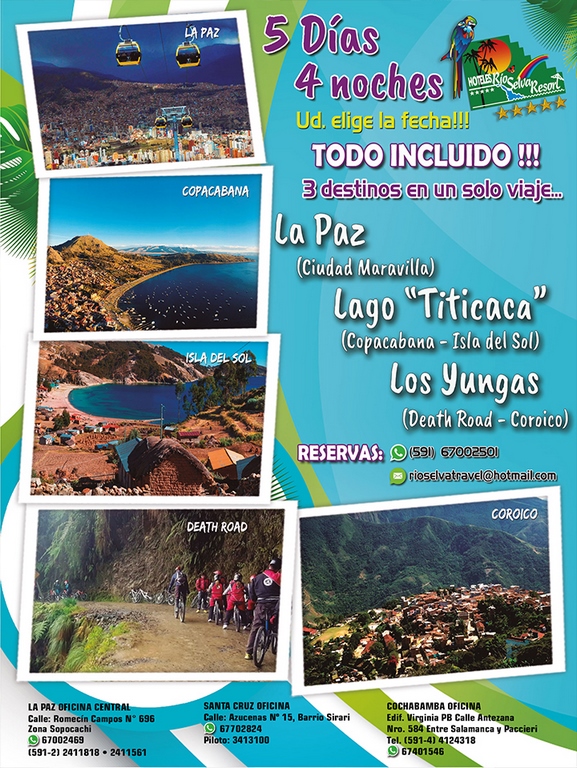 LA PAZ
5 Días
4 noches
HOTELES Río Selva Resort
Ud. elige la fecha!!!
TODO INCLUIDO !!!
3 destinos en un solo viaje...
COPACABANA
La Paz
(Ciudad Maravilla)
Lago "Titicaca"
(Copacabana - Isla del Sol)
ISLA DEL SOL
Los Yungas
(Death Road - Coroico)
RESERVAS: (591) 67002501
rioselvatravel@hotmail.com
DEATH ROAD
COROICO
LA PAZ OFICINA CENTRAL
Calle: Romecín Campos N° 696
Zona Sopocachi
67002469
(591-2) 2411818 • 2411561
SANTA CRUZ OFICINA
Calle: Azucenas Nº 15, Barrio Sirari
67702824
Piloto: 3413100
COCHABAMBA OFICINA
Edif. Virginia PB Calle Antezana
Nro. 584 Entre Salamanca y Paccieri
Tel. (591-4) 4124318
67401546